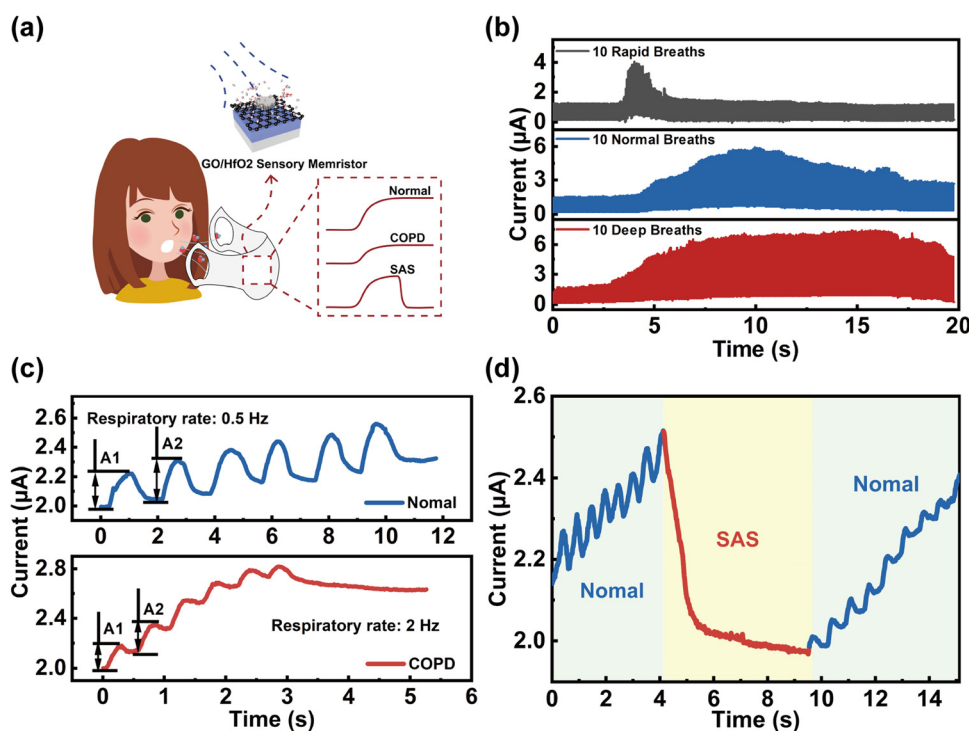 (a)
GO/HfO2 Sensory Memristor
Normal
COPD
SAS
(b)
10 Rapid Breaths
10 Normal Breaths
10 Deep Breaths
Current (μA)
4
2
0
6
3
0
6
3
0
0 5 10 15 20
Time (s)
(c)
Respiratory rate: 0.5 Hz
A1
A2
Nomal
Current (μA)
2.6
2.4
2.2
2.0
0 2 4 6 8 10 12
A1
A2
Respiratory rate: 2 Hz
COPD
2.8
2.4
2.0
0 1 2 3 4 5 6
Time (s)
(d)
Current (μA)
2.6
2.4
2.2
2.0
Nomal
SAS
Nomal
0 2 4 6 8 10 12 14
Time (s)